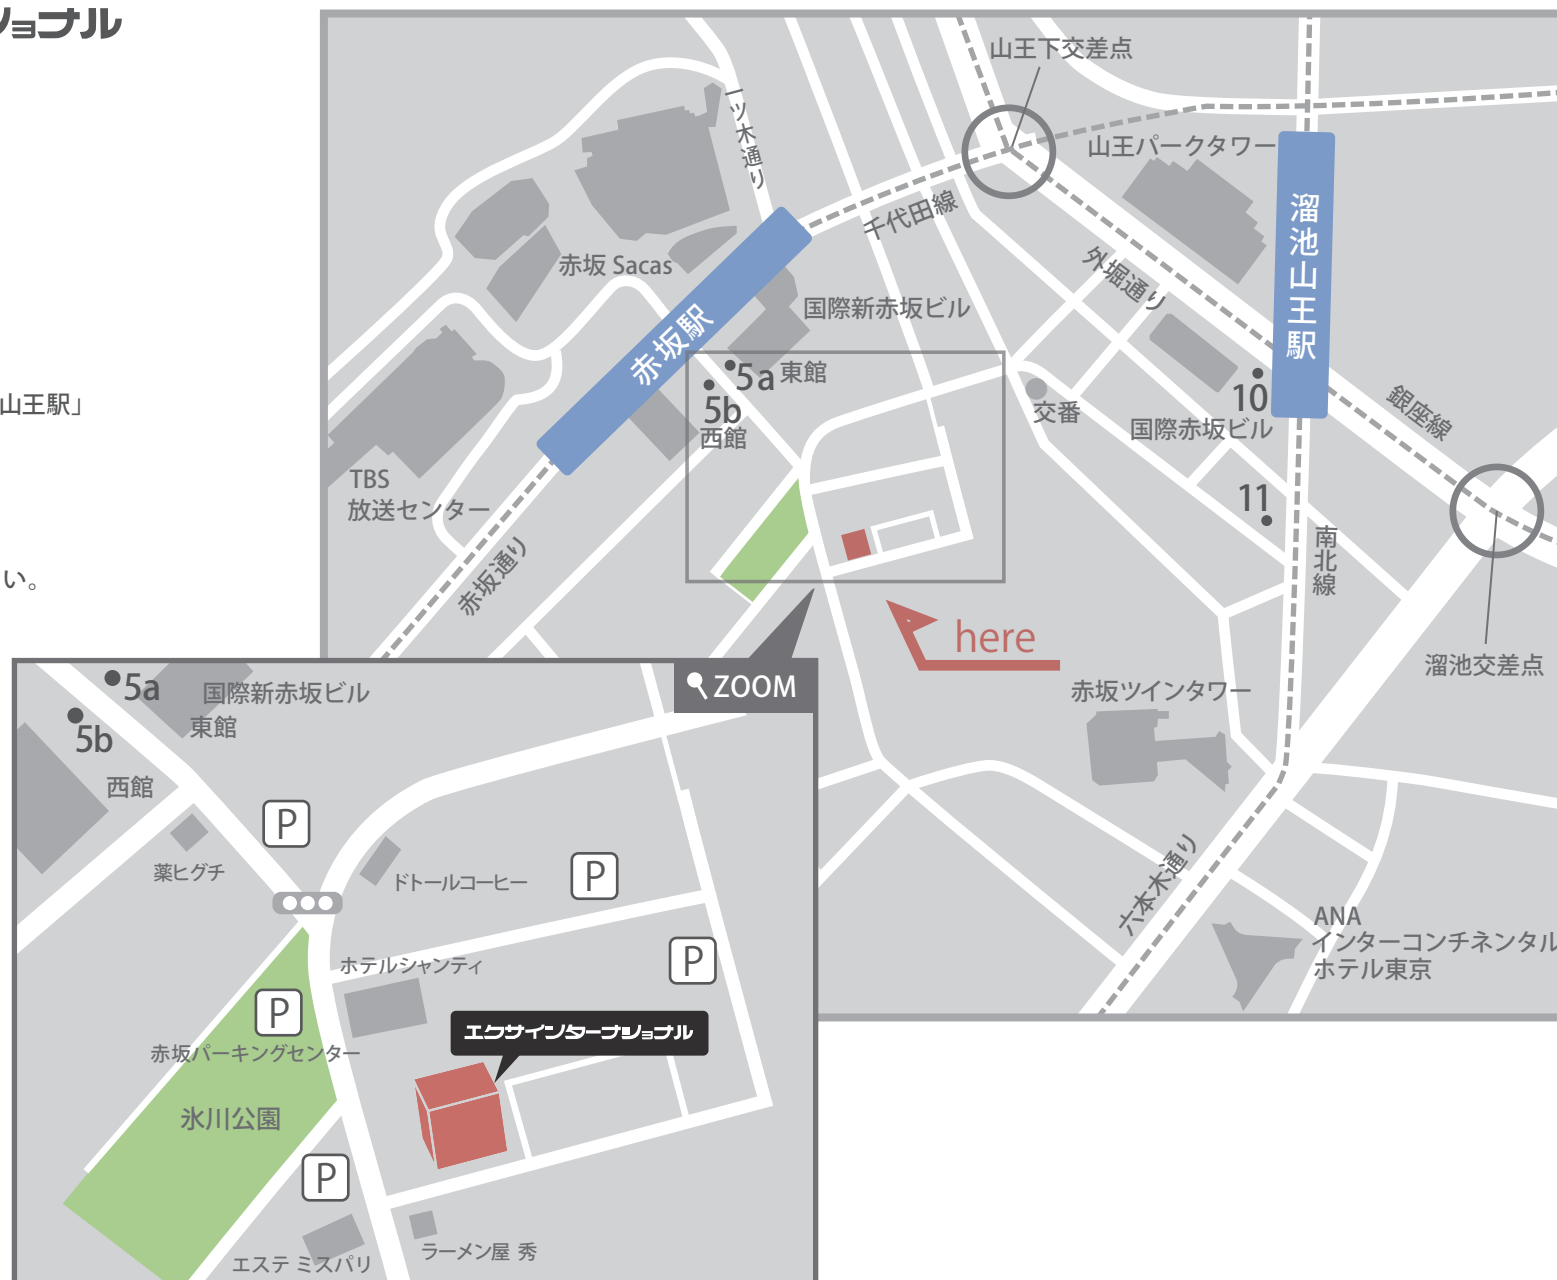 ショナル
山王駅」
い。
山王下交差点
一ツ木通り
山王パークタワー
千代田線
溜池山王駅
外堀通り
赤坂 Sacas
国際新赤坂ビル
赤坂駅
5a
東館
5b
西館
交番
10
国際赤坂ビル
銀座線
TBS
放送センター
11
南北線
赤坂通り
here
溜池交差点
赤坂ツインタワー
六本木通り
ANA
インターコンチネンタル
ホテル東京
ZOOM
5a
国際新赤坂ビル
東館
5b
西館
P
薬ヒグチ
ドトールコーヒー
P
ホテルシャンティ
P
P
エクサインターナショナル
赤坂パーキングセンター
氷川公園
P
エステ ミスパリ
ラーメン屋 秀